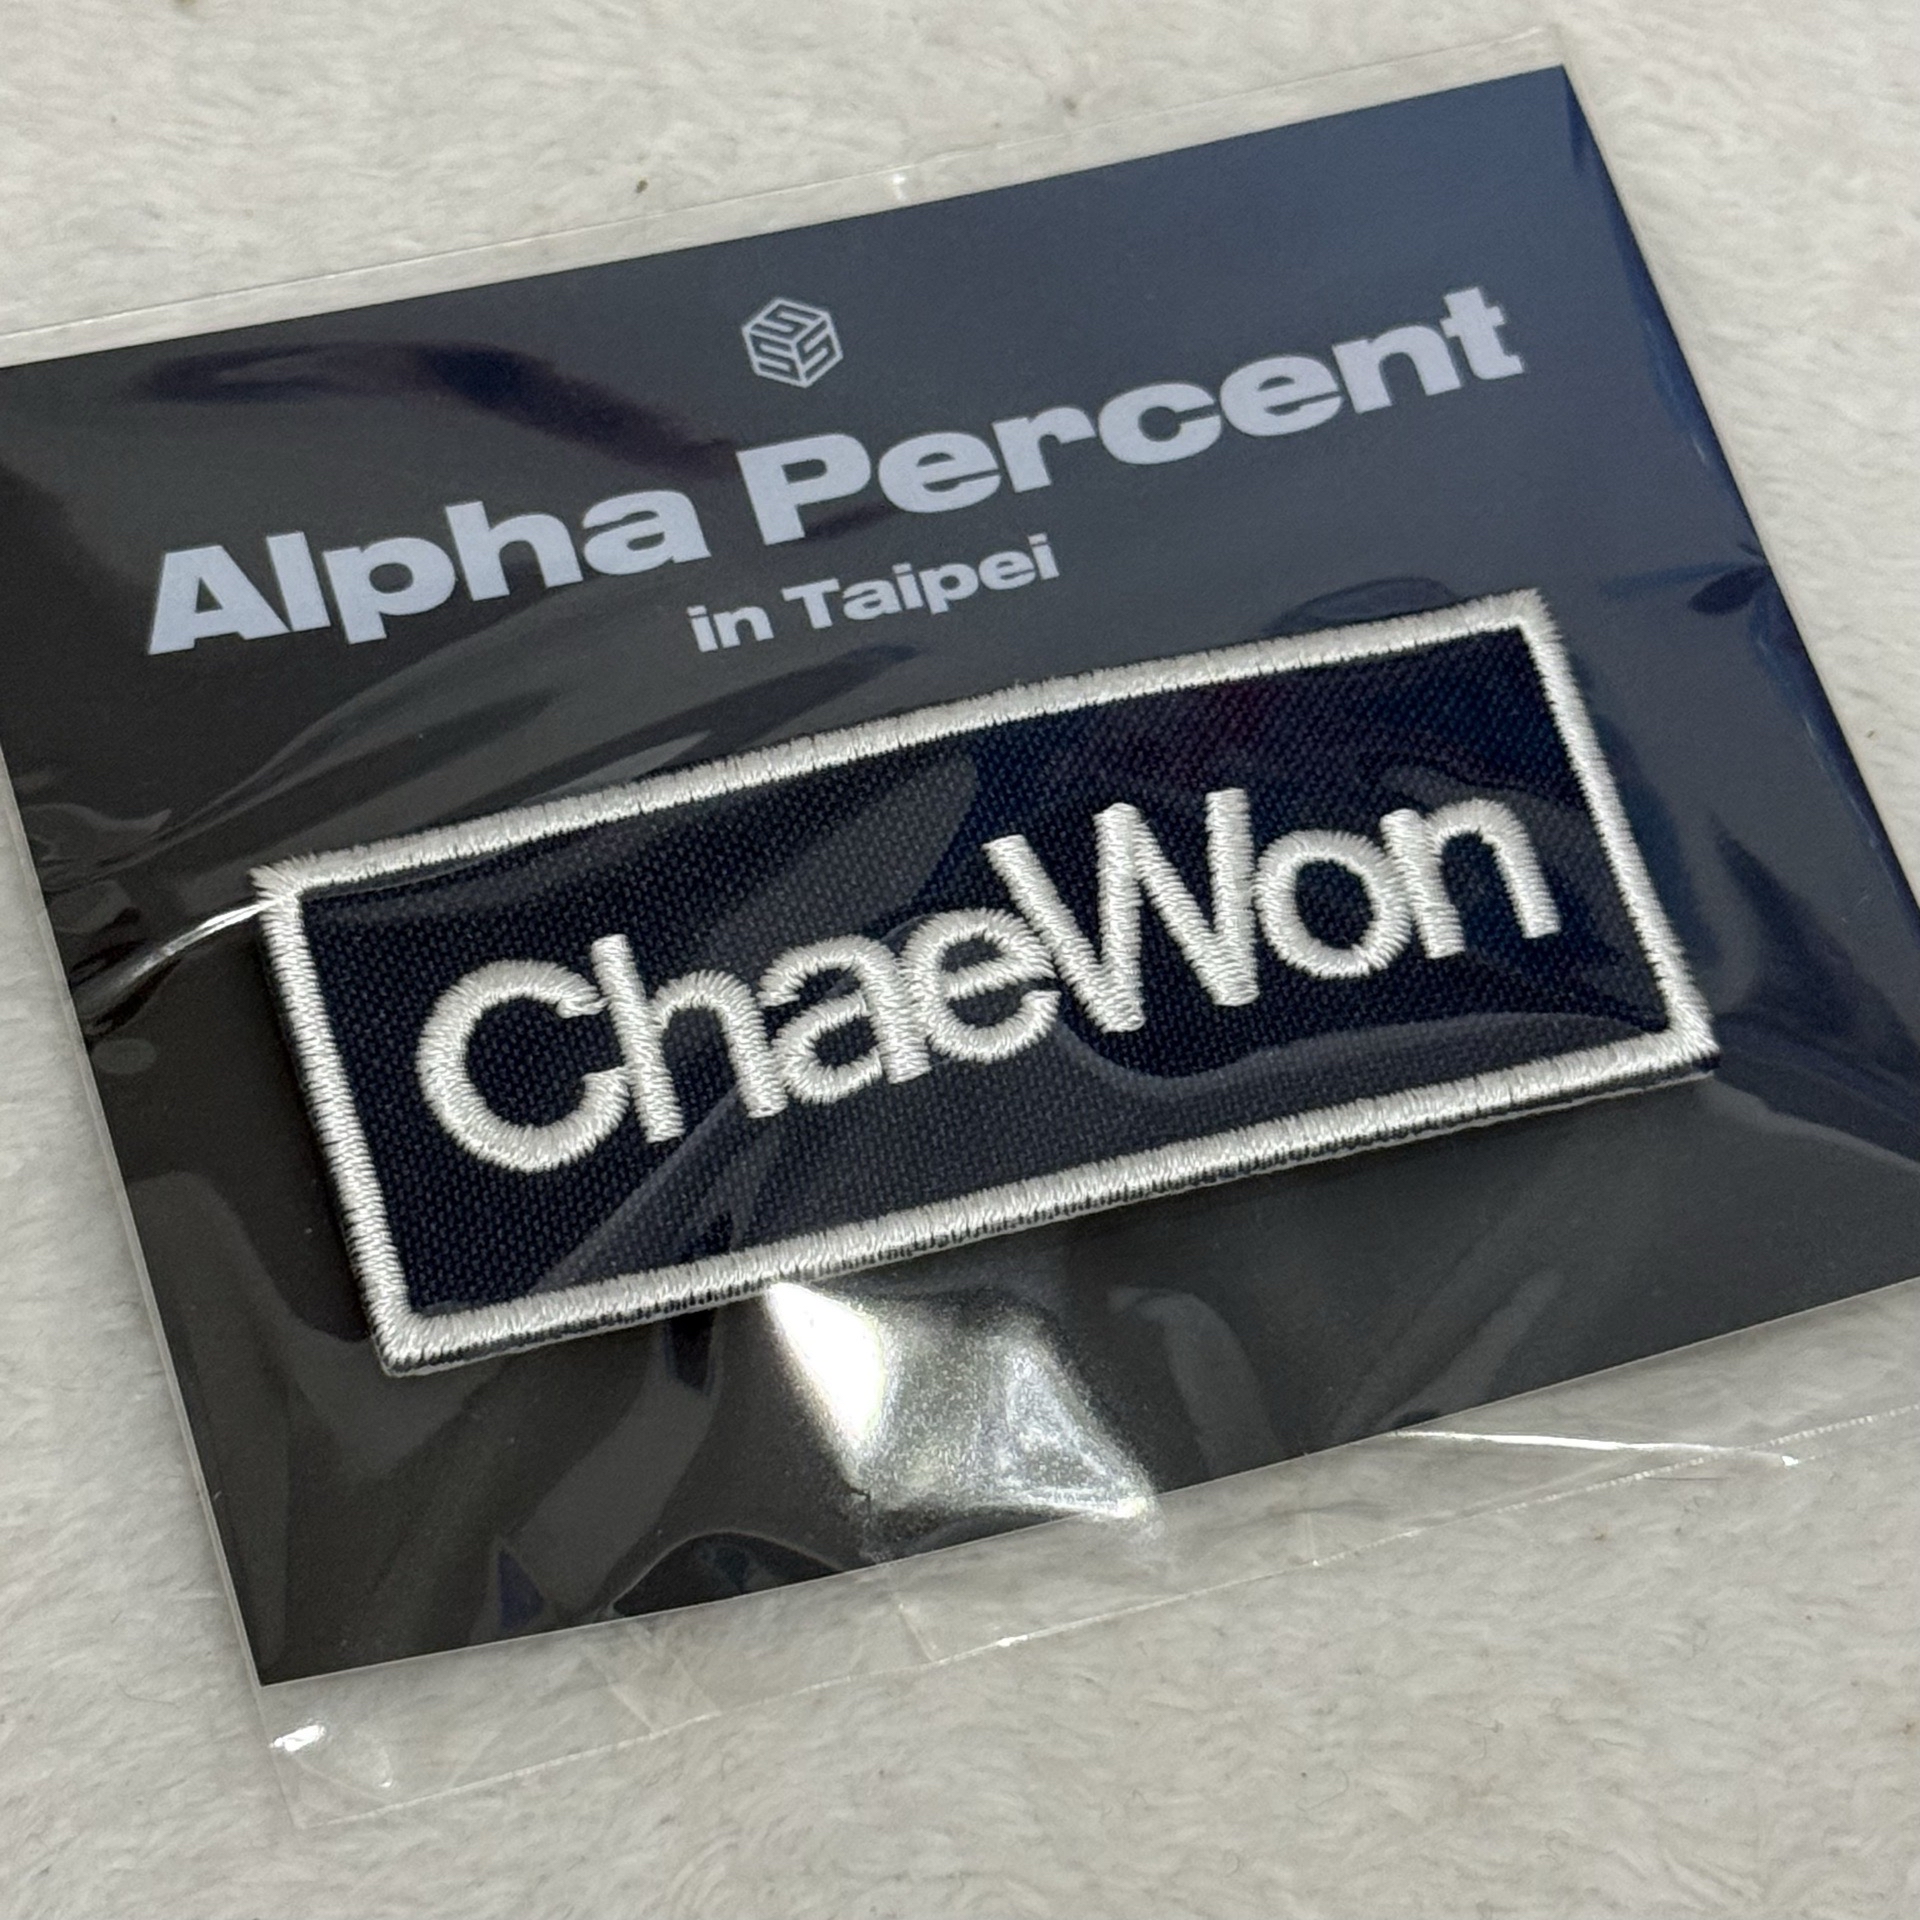 Alpha Percent
in Taipei
ChaeWon